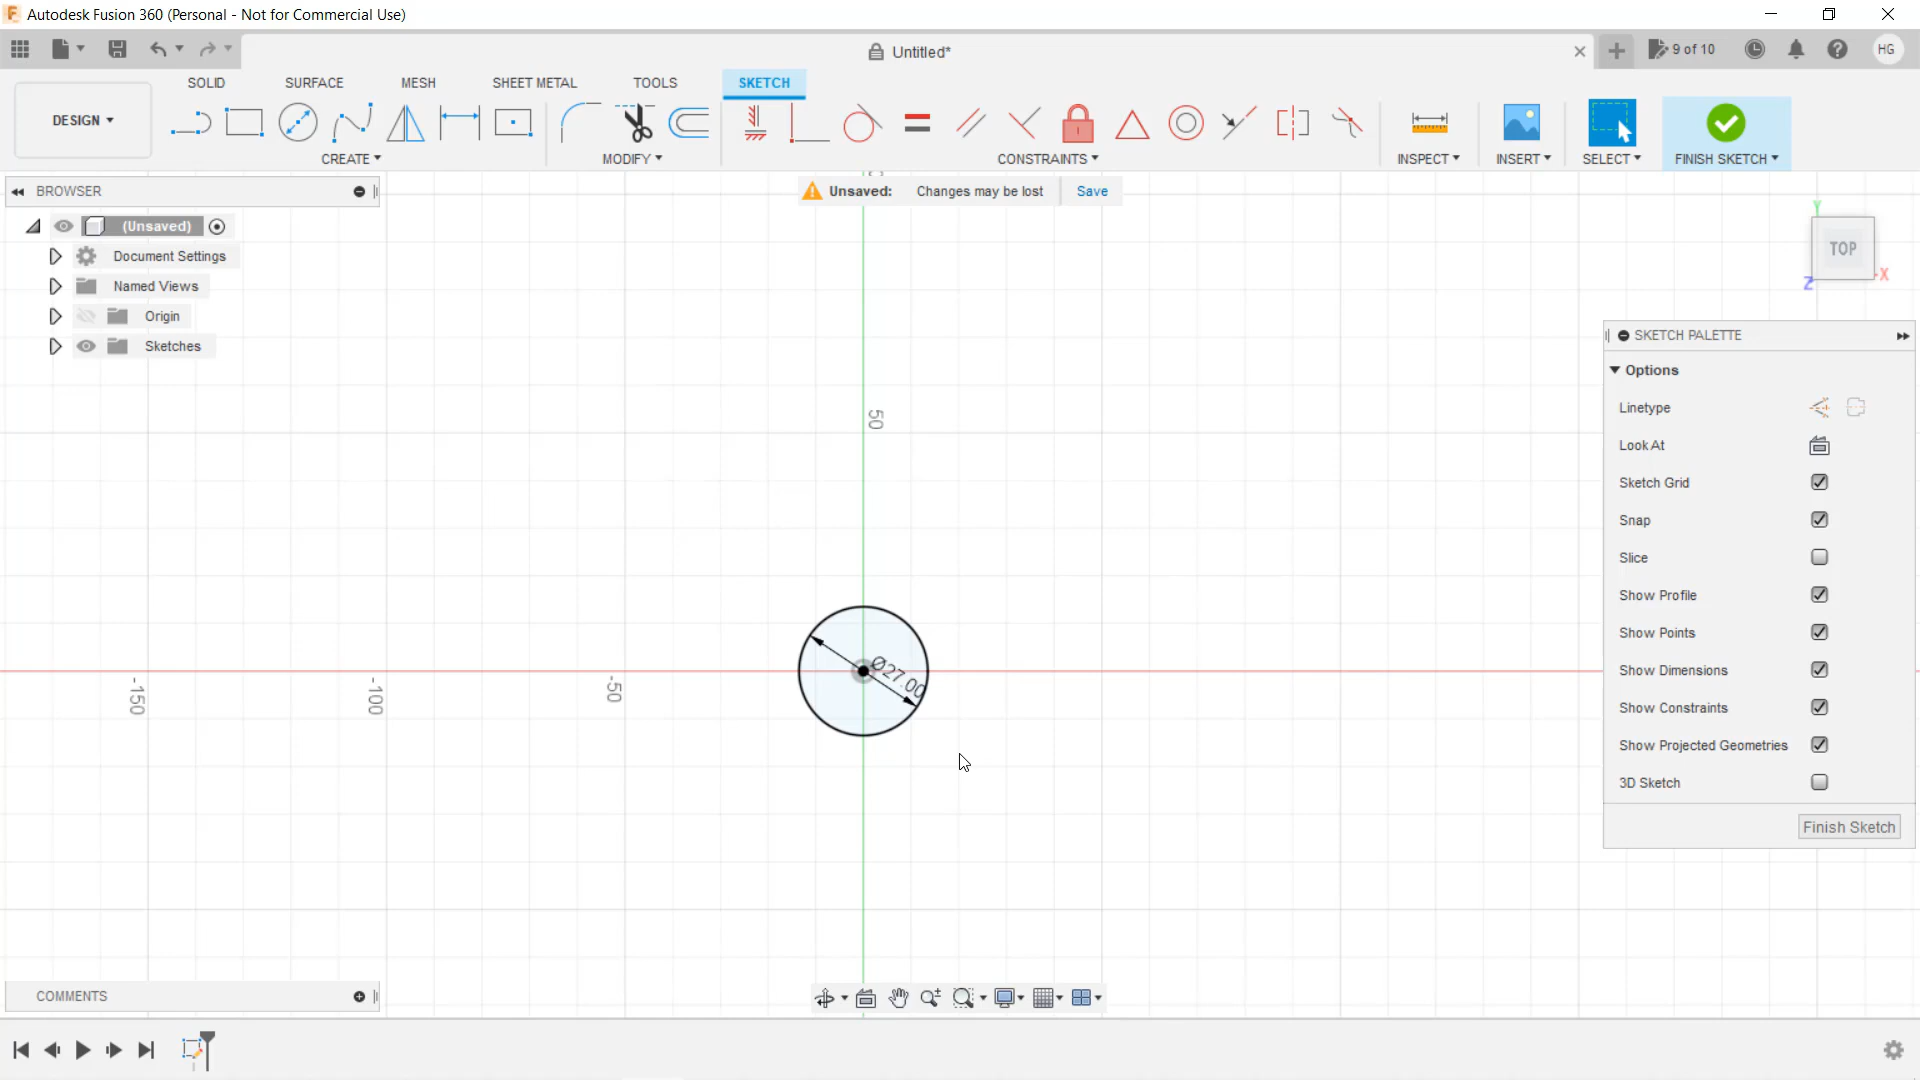 Autodesk Fusion 360 (Personal - Not for Commercial Use)
Untitled*
9 of 10
HG
SOLID
SURFACE
MESH
SHEET METAL
TOOLS
SKETCH
DESIGN
CREATE
MODIFY
CONSTRAINTS
INSPECT
INSERT
SELECT
FINISH SKETCH
BROWSER
Unsaved: Changes may be lost Save
(Unsaved)
Document Settings
Named Views
Origin
Sketches
Y
TOP
X
Z
SKETCH PALETTE
Options
Linetype
Look At
Sketch Grid
Snap
Slice
Show Profile
Show Points
Show Dimensions
Show Constraints
Show Projected Geometries
3D Sketch
Finish Sketch
50
Ø27.00
-150
-100
-50
COMMENTS